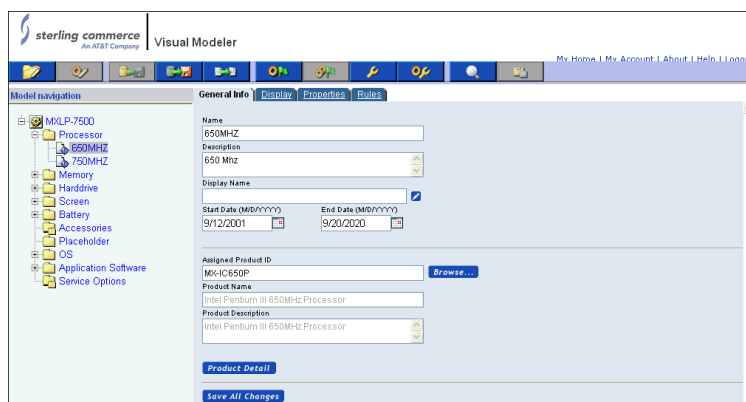 sterling commerce
An AT&T Company
Visual Modeler
My Home | My Account | About | Help | Logou
Model navigation
General Info
Display
Properties
Rules
MXLP-7500
Processor
650MHZ
750MHZ
Memory
Harddrive
Screen
Battery
Accessories
Placeholder
OS
Application Software
Service Options
Name
650MHZ
Description
650 Mhz
Display Name
Start Date (M/D/YYYY) End Date (M/D/YYYY)
9/12/2001 9/20/2020
Assigned Product ID
MX-IC650P
Browse...
Product Name
Intel Pentium III 650MHz Processor
Product Description
Intel Pentium III 650MHz Processor
Product Detail
Save All Changes